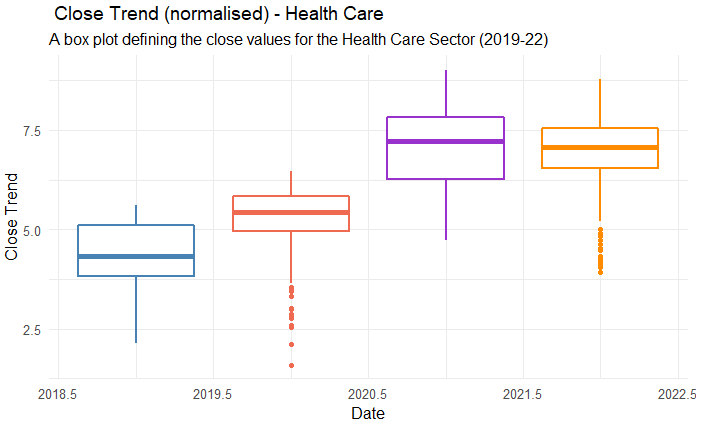 Close Trend (normalised) - Health Care
A box plot defining the close values for the Health Care Sector (2019-22)
Close Trend
7.5
5.0
2.5
2018.5 2019.5 2020.5 2021.5 2022.5
Date